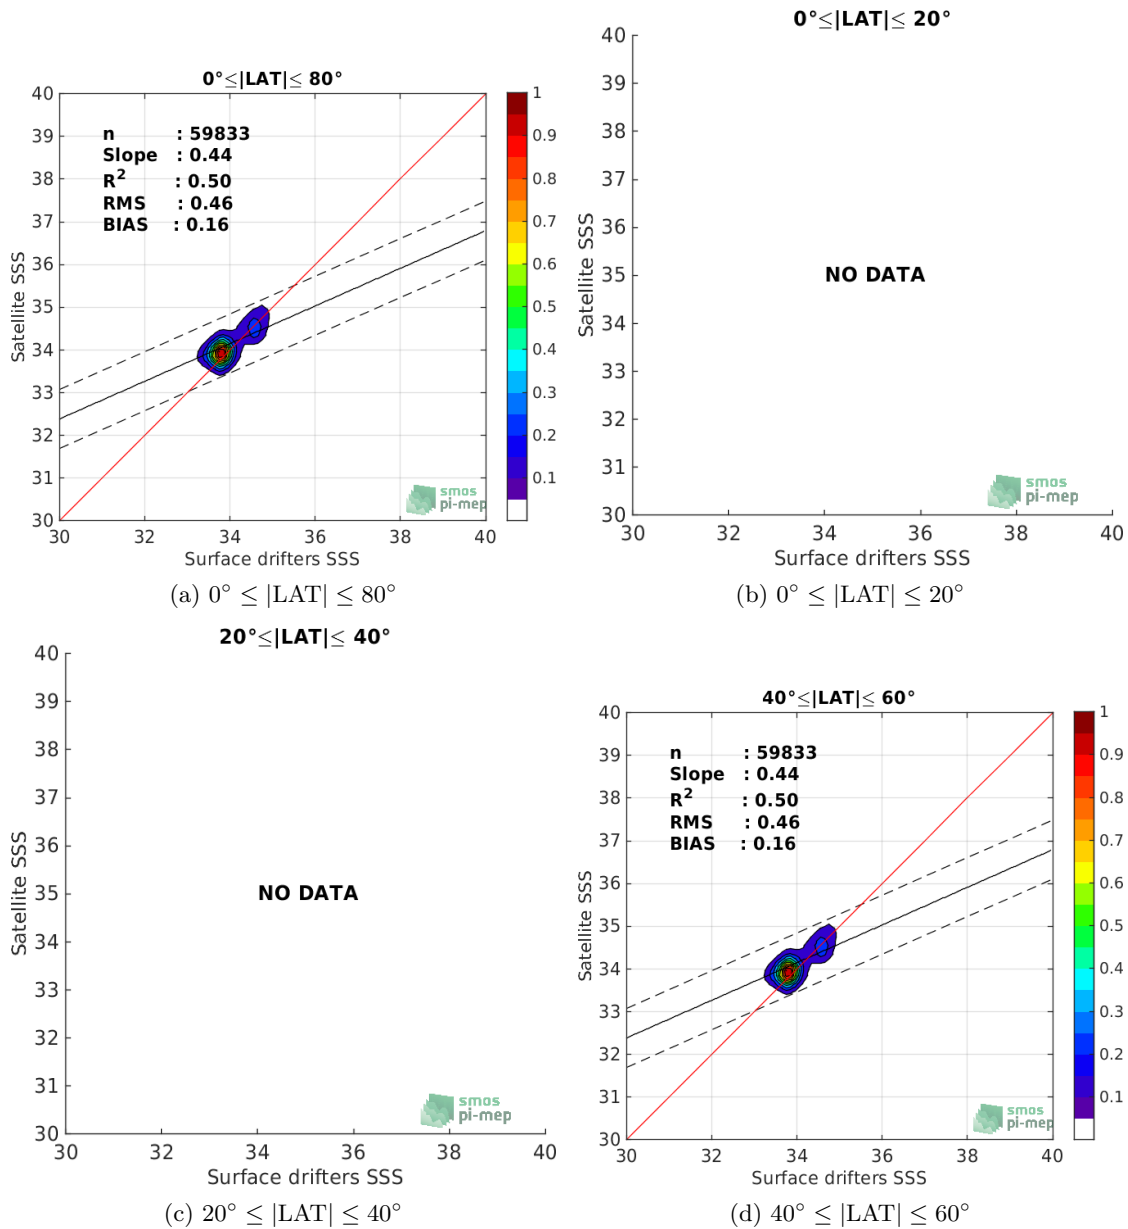 0°≤|LAT|≤ 80°
40
39
38
37
36
35
34
33
32
31
30
Satellite SSS
n : 59833
Slope : 0.44
R² : 0.50
RMS : 0.46
BIAS : 0.16
1
0.9
0.8
0.7
0.6
0.5
0.4
0.3
0.2
0.1
smos
pi-mep
30 32 34 36 38 40
Surface drifters SSS
(a) 0° ≤ |LAT| ≤ 80°
0°≤|LAT|≤ 20°
40
39
38
37
36
35
34
33
32
31
30
Satellite SSS
NO DATA
smos
pi-mep
30 32 34 36 38 40
Surface drifters SSS
(b) 0° ≤ |LAT| ≤ 20°
20°≤|LAT|≤ 40°
40
39
38
37
36
35
34
33
32
31
30
Satellite SSS
NO DATA
smos
pi-mep
30 32 34 36 38 40
Surface drifters SSS
(c) 20° ≤ |LAT| ≤ 40°
40°≤|LAT|≤ 60°
40
39
38
37
36
35
34
33
32
31
30
Satellite SSS
n : 59833
Slope : 0.44
R² : 0.50
RMS : 0.46
BIAS : 0.16
1
0.9
0.8
0.7
0.6
0.5
0.4
0.3
0.2
0.1
smos
pi-mep
30 32 34 36 38 40
Surface drifters SSS
(d) 40° ≤ |LAT| ≤ 60°